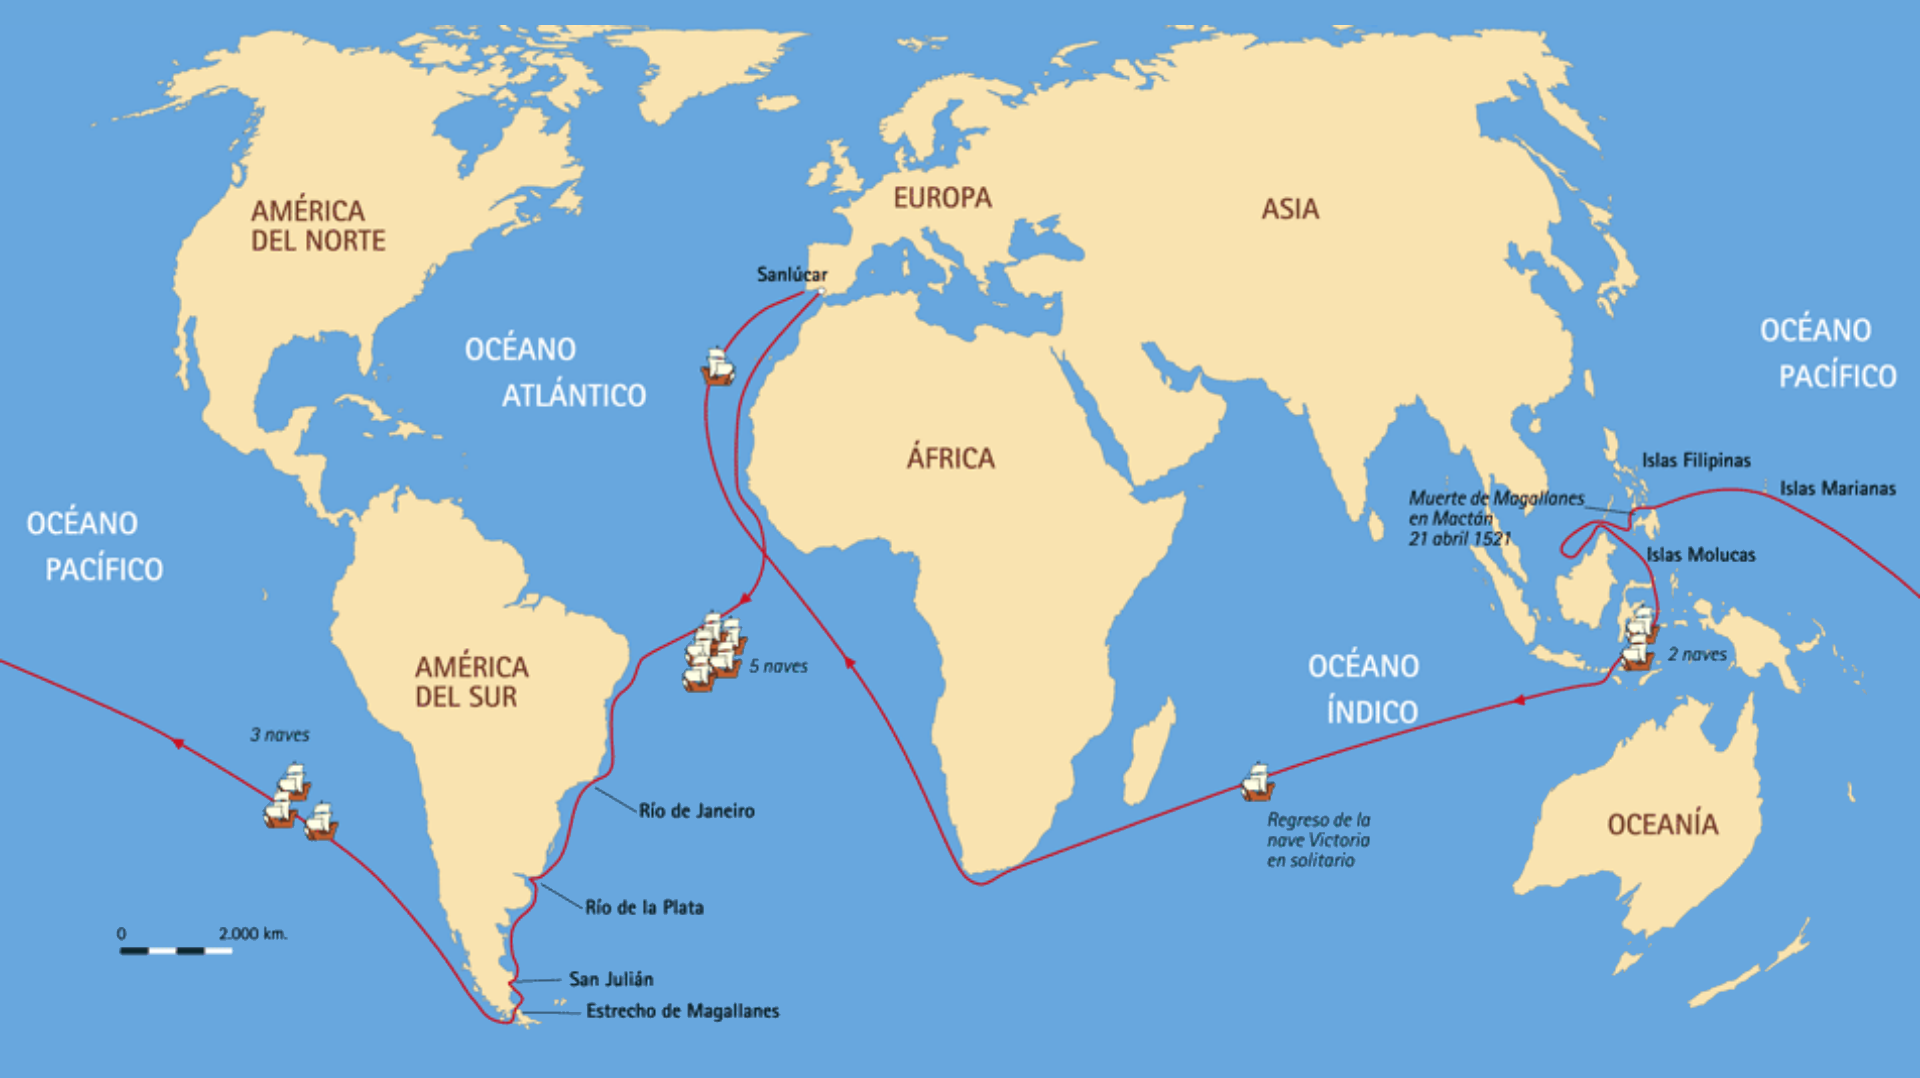 AMÉRICA
DEL NORTE
EUROPA
ASIA
Sanlúcar
OCÉANO
ATLÁNTICO
OCÉANO
PACÍFICO
ÁFRICA
Islas Filipinas
Islas Marianas
Muerte de Magallanes
en Mactán
21 abril 1521
Islas Molucas
OCÉANO
PACÍFICO
AMÉRICA
DEL SUR
5 naves
2 naves
OCÉANO
ÍNDICO
3 naves
Río de Janeiro
Regreso de la
nave Victoria
en solitario
OCEANÍA
Río de la Plata
0 2.000 km.
San Julián
Estrecho de Magallanes